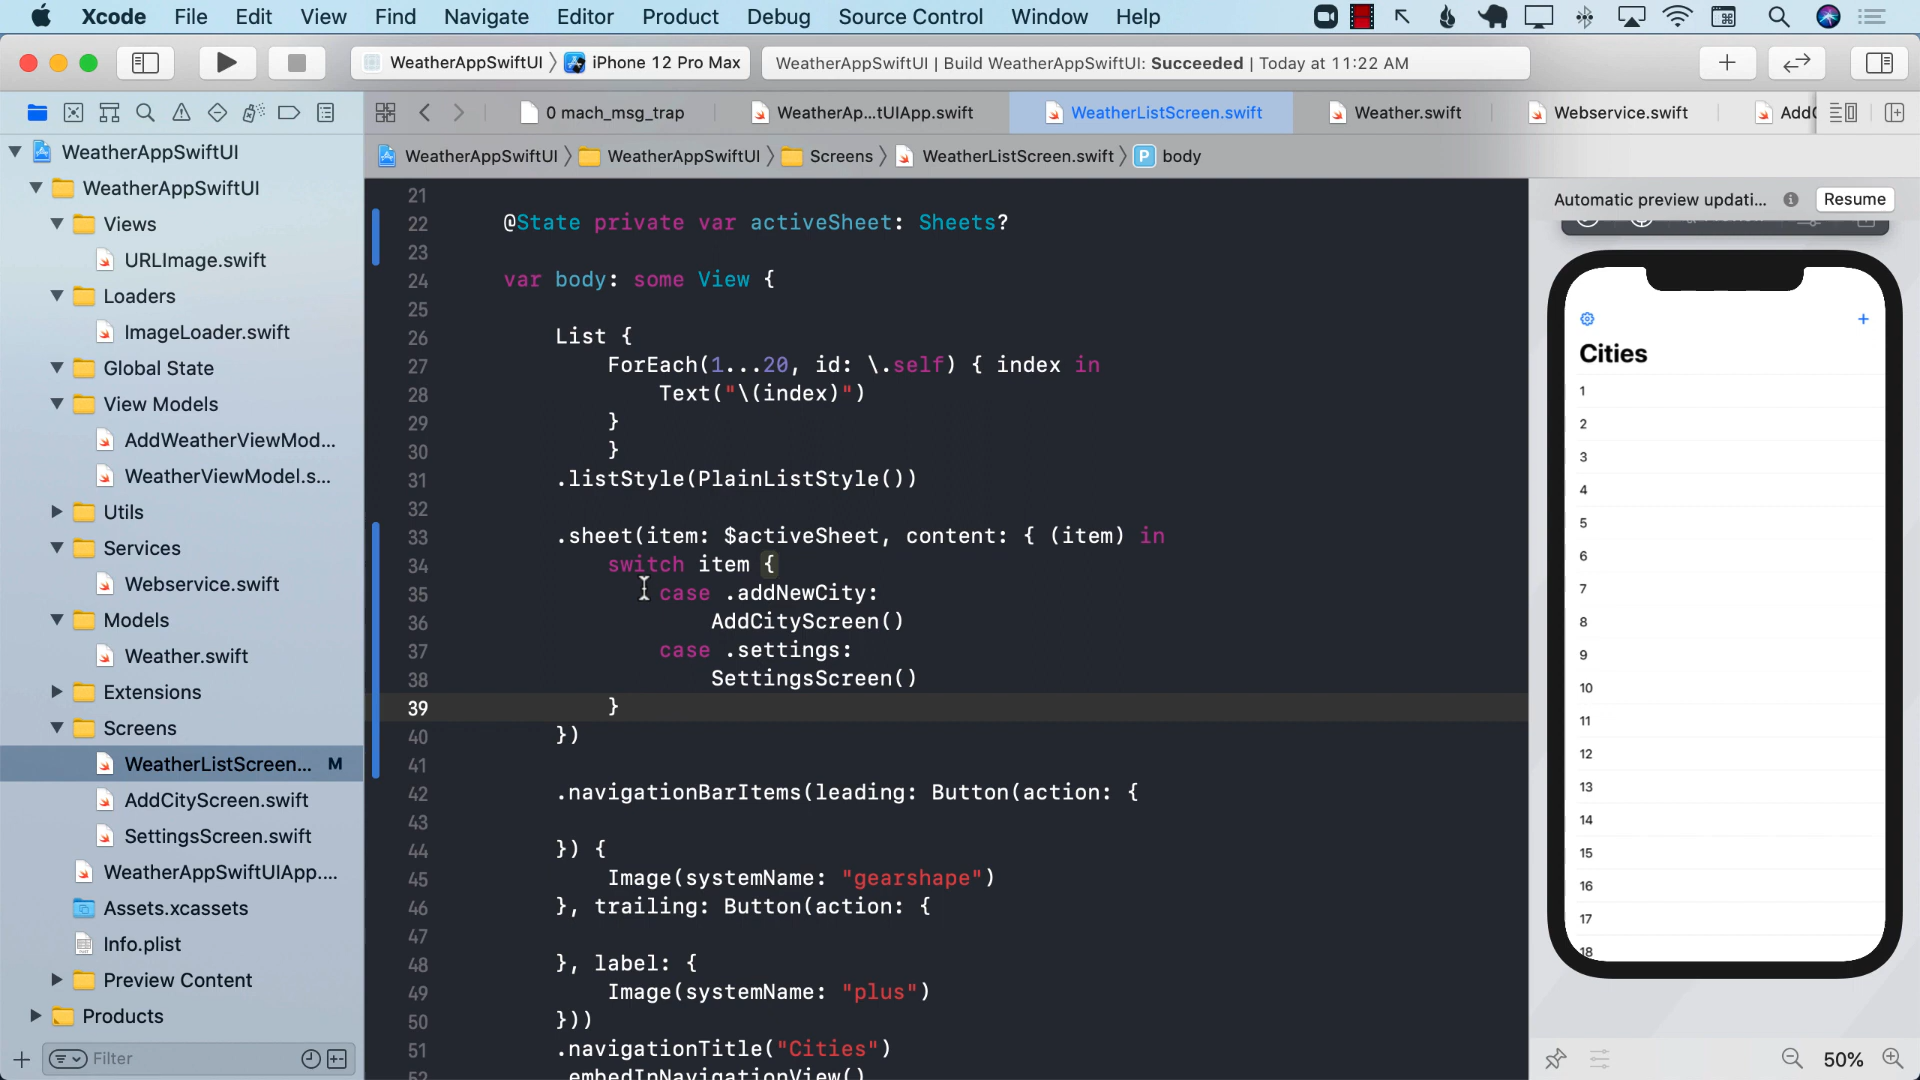 Xcode File Edit View Find Navigate Editor Product Debug Source Control Window Help
WeatherAppSwiftUI iPhone 12 Pro Max
WeatherAppSwiftUI | Build WeatherAppSwiftUI: Succeeded | Today at 11:22 AM
0 mach_msg_trap WeatherAp...tUIApp.swift WeatherListScreen.swift Weather.swift Webservice.swift Add
WeatherAppSwiftUI WeatherAppSwiftUI Screens WeatherListScreen.swift P body
WeatherAppSwiftUI
WeatherAppSwiftUI
Views
URLImage.swift
Loaders
ImageLoader.swift
Global State
View Models
AddWeatherViewMod...
WeatherViewModel.s...
Utils
Services
Webservice.swift
Models
Weather.swift
Extensions
Screens
WeatherListScreen... M
AddCityScreen.swift
SettingsScreen.swift
WeatherAppSwiftUIApp....
Assets.xcassets
Info.plist
Preview Content
Products
Filter
21
22 @State private var activeSheet: Sheets?
23
24 var body: some View {
25
26 List {
27 ForEach(1...20, id: \.self) { index in
28 Text("\(index)")
29 }
30 }
31 .listStyle(PlainListStyle())
32
33 .sheet(item: $activeSheet, content: { (item) in
34 switch item {
35 case .addNewCity:
36 AddCityScreen()
37 case .settings:
38 SettingsScreen()
39 }
40 })
41
42 .navigationBarItems(leading: Button(action: {
43
44 }) {
45 Image(systemName: "gearshape")
46 }, trailing: Button(action: {
47
48 }, label: {
49 Image(systemName: "plus")
50 }))
51 .navigationTitle("Cities")
52 .embedInNavigationView()
Automatic preview updati... Resume
Cities
1
2
3
4
5
6
7
8
9
10
11
12
13
14
15
16
17
18
50%